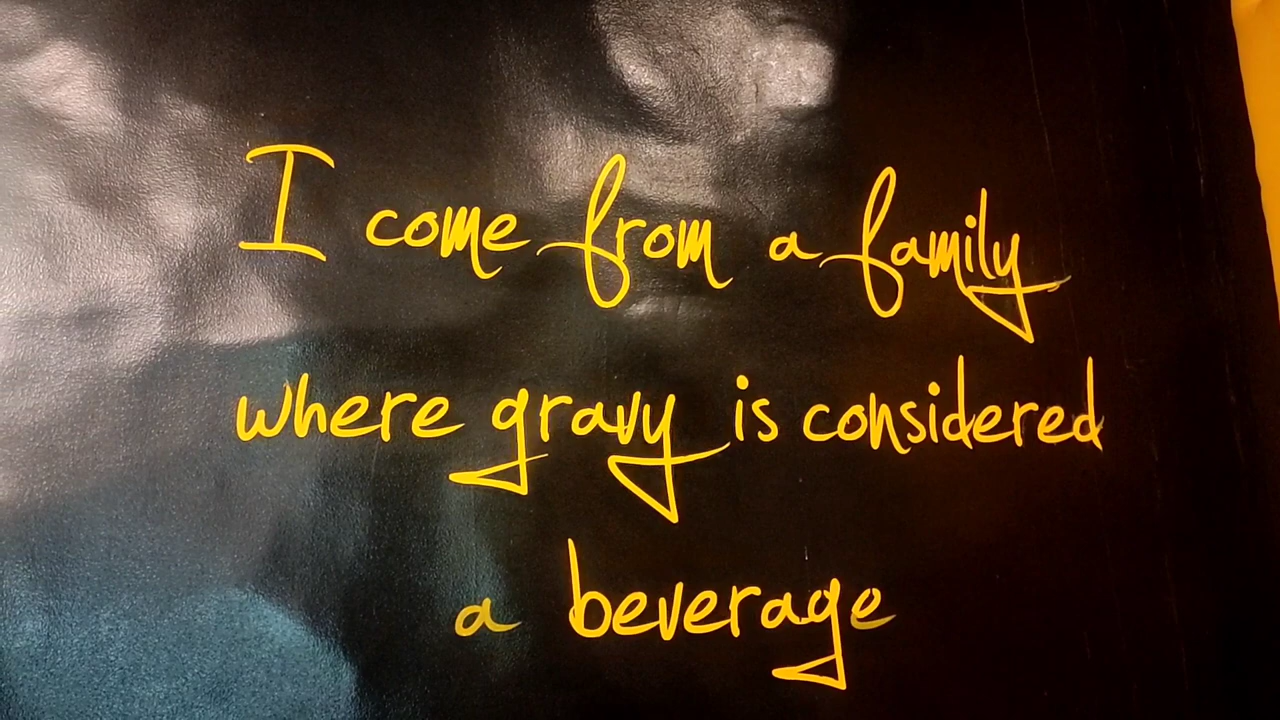 I come from a family
where gravy is considered
a beverage